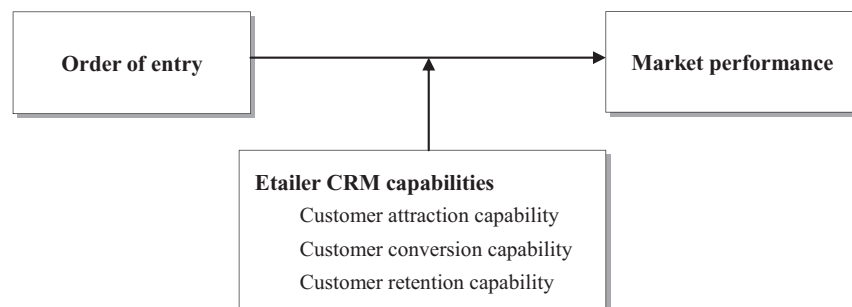 Order of entry
Market performance
Etailer CRM capabilities
Customer attraction capability
Customer conversion capability
Customer retention capability